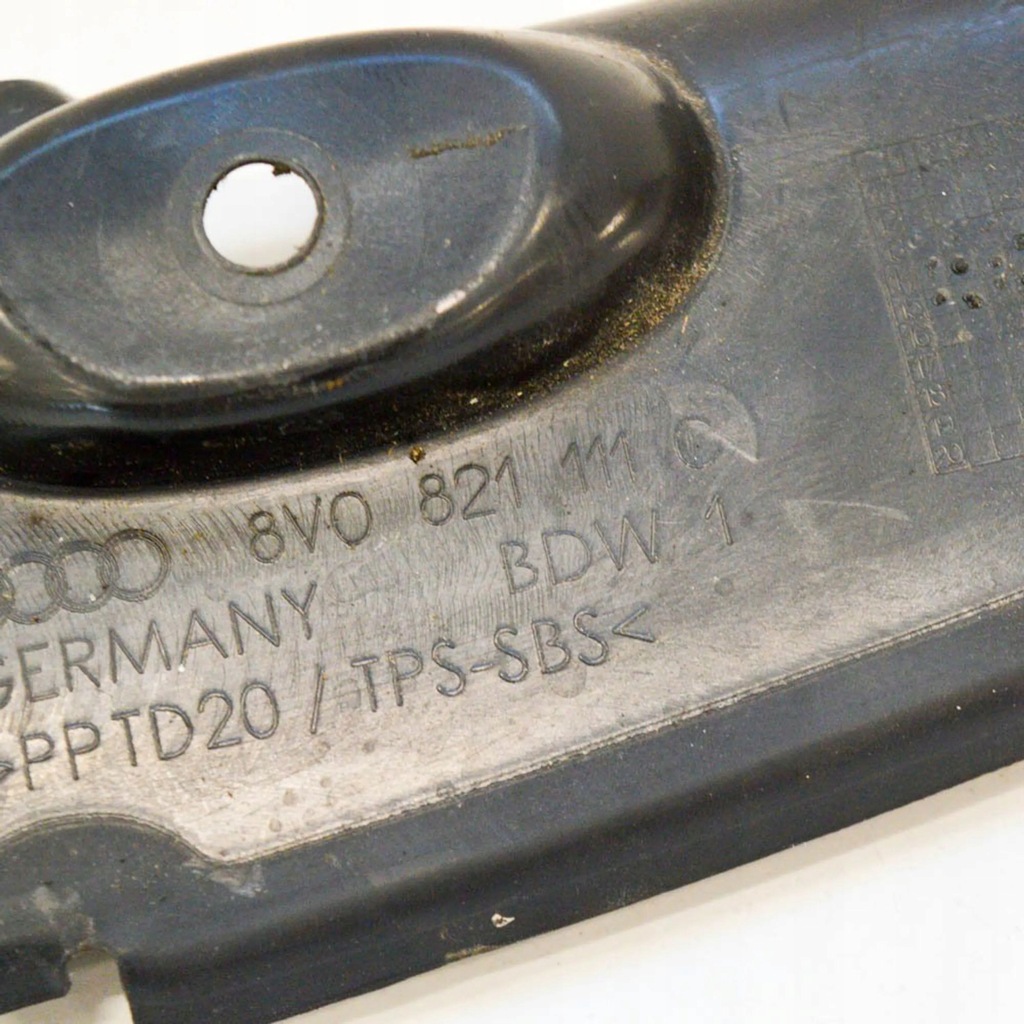 8V0 821 111 C
GERMANY BDW 1
>PPTD20 / TPS-SBS<